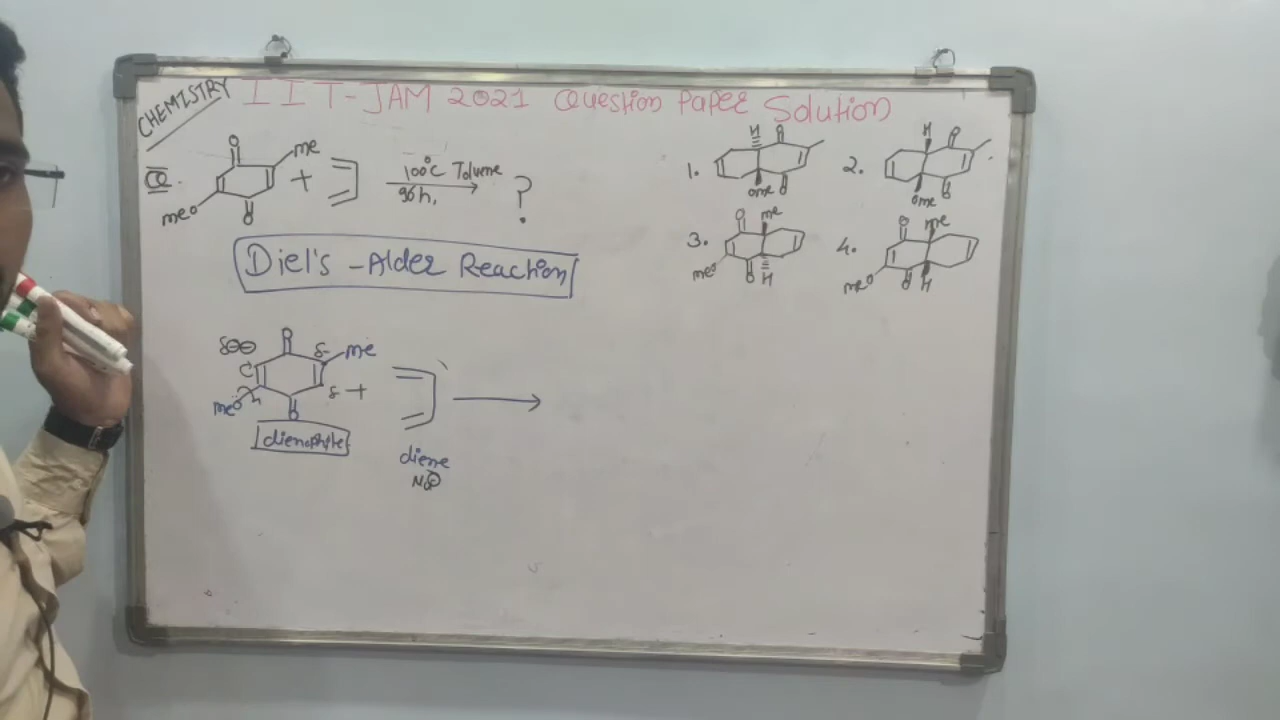 CHEMISTRY
IIT-JAM 2021 Question Paper Solution
Q.
O
Me
MeO
O
+
100°C Toluene
96 h,
?
1.
H
O
OMe
O
2.
H
O
OMe
O
3.
O
Me
MeO
O
H
4.
O
Me
MeO
O
H
Diel's -Alder Reaction
δ⊖⊖
O
δ-
Me
MeO
O
δ
+
dienophile
diene